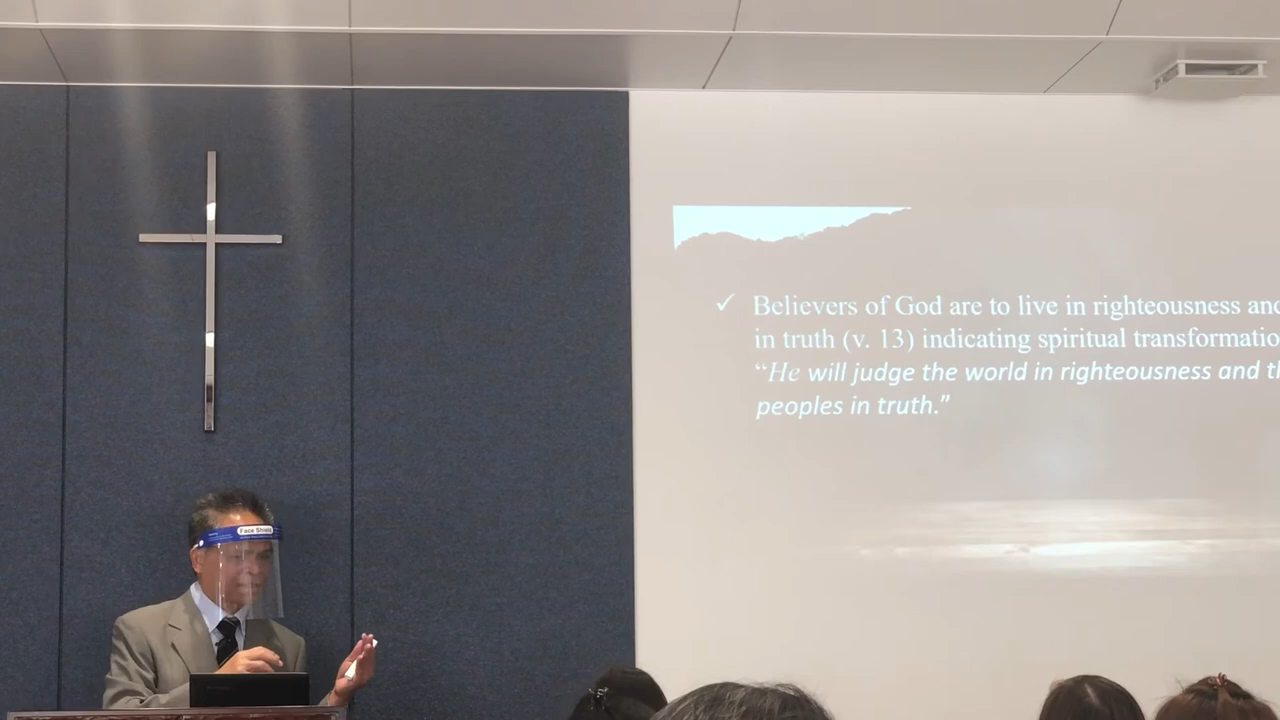 Face Shield
✓ Believers of God are to live in righteousness and
in truth (v. 13) indicating spiritual transformatio
“He will judge the world in righteousness and th
peoples in truth.”